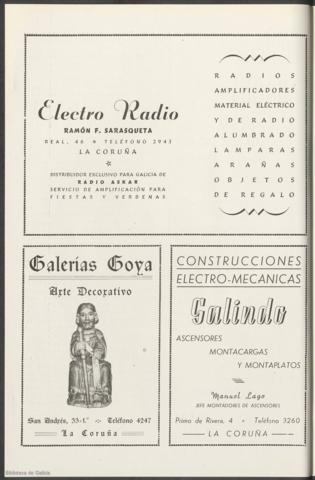 Electro Radio
RAMÓN F. SARASQUETA
REAL, 46 * TELÉFONO 2943
LA CORUÑA
DISTRIBUIDOR EXCLUSIVO PARA GALICIA DE
RADIO ASKAR
SERVICIO DE AMPLIFICACIÓN PARA
FIESTAS Y VERBENAS
RADIOS
AMPLIFICADORES
MATERIAL ELÉCTRICO
Y DE RADIO
ALUMBRADO
LAMPARAS
ARAÑAS
OBJETOS
DE REGALO
Galerías Goya
Arte Decorativo
San Andrés, 53-1.º -:- Teléfono 4247
La Coruña
CONSTRUCCIONES
ELECTRO-MECANICAS
Galindo
ASCENSORES
MONTACARGAS
Y MONTAPLATOS
Manuel Lago
JEFE MONTADORES DE ASCENSORES
Primo de Rivera, 4 • Teléfono 3260
LA CORUÑA
Biblioteca de Galicia